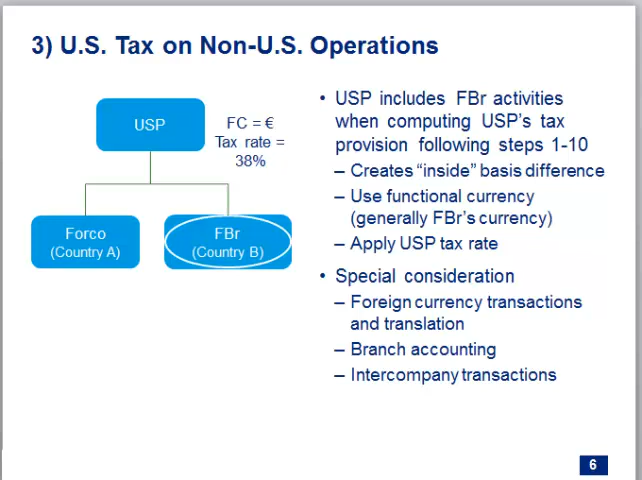 3) U.S. Tax on Non-U.S. Operations
USP
FC = €
Tax rate =
38%
Forco
(Country A)
FBr
(Country B)
• USP includes FBr activities
when computing USP's tax
provision following steps 1-10
– Creates “inside” basis difference
– Use functional currency
(generally FBr's currency)
– Apply USP tax rate
• Special consideration
– Foreign currency transactions
and translation
– Branch accounting
– Intercompany transactions
6